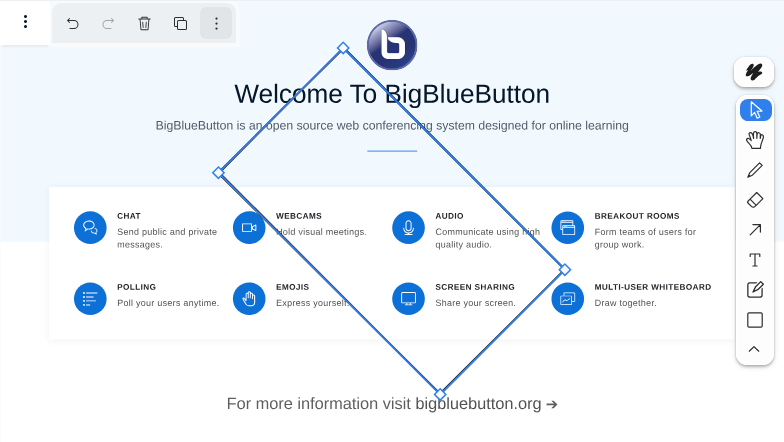 Welcome To BigBlueButton
BigBlueButton is an open source web conferencing system designed for online learning
CHAT
Send public and private
messages.
WEBCAMS
Hold visual meetings.
AUDIO
Communicate using high
quality audio.
BREAKOUT ROOMS
Form teams of users for
group work.
POLLING
Poll your users anytime.
EMOJIS
Express yourself.
SCREEN SHARING
Share your screen.
MULTI-USER WHITEBOARD
Draw together.
For more information visit bigbluebutton.org →